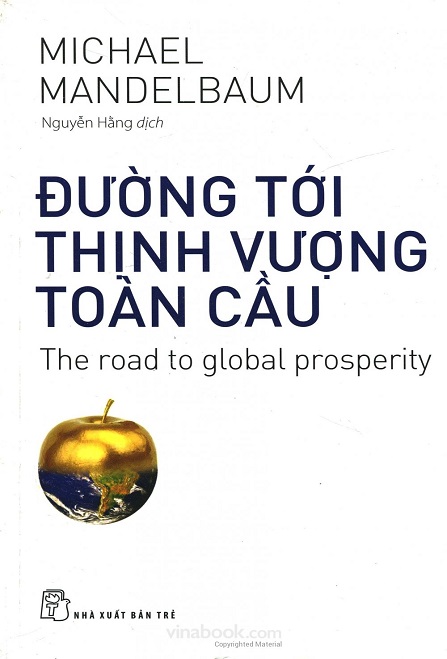 MICHAEL
MANDELBAUM
Nguyễn Hằng dịch
ĐƯỜNG TỚI
THỊNH VƯỢNG
TOÀN CẦU
The road to global prosperity
NHÀ XUẤT BẢN TRẺ
vinabook.com
Copyrighted Material